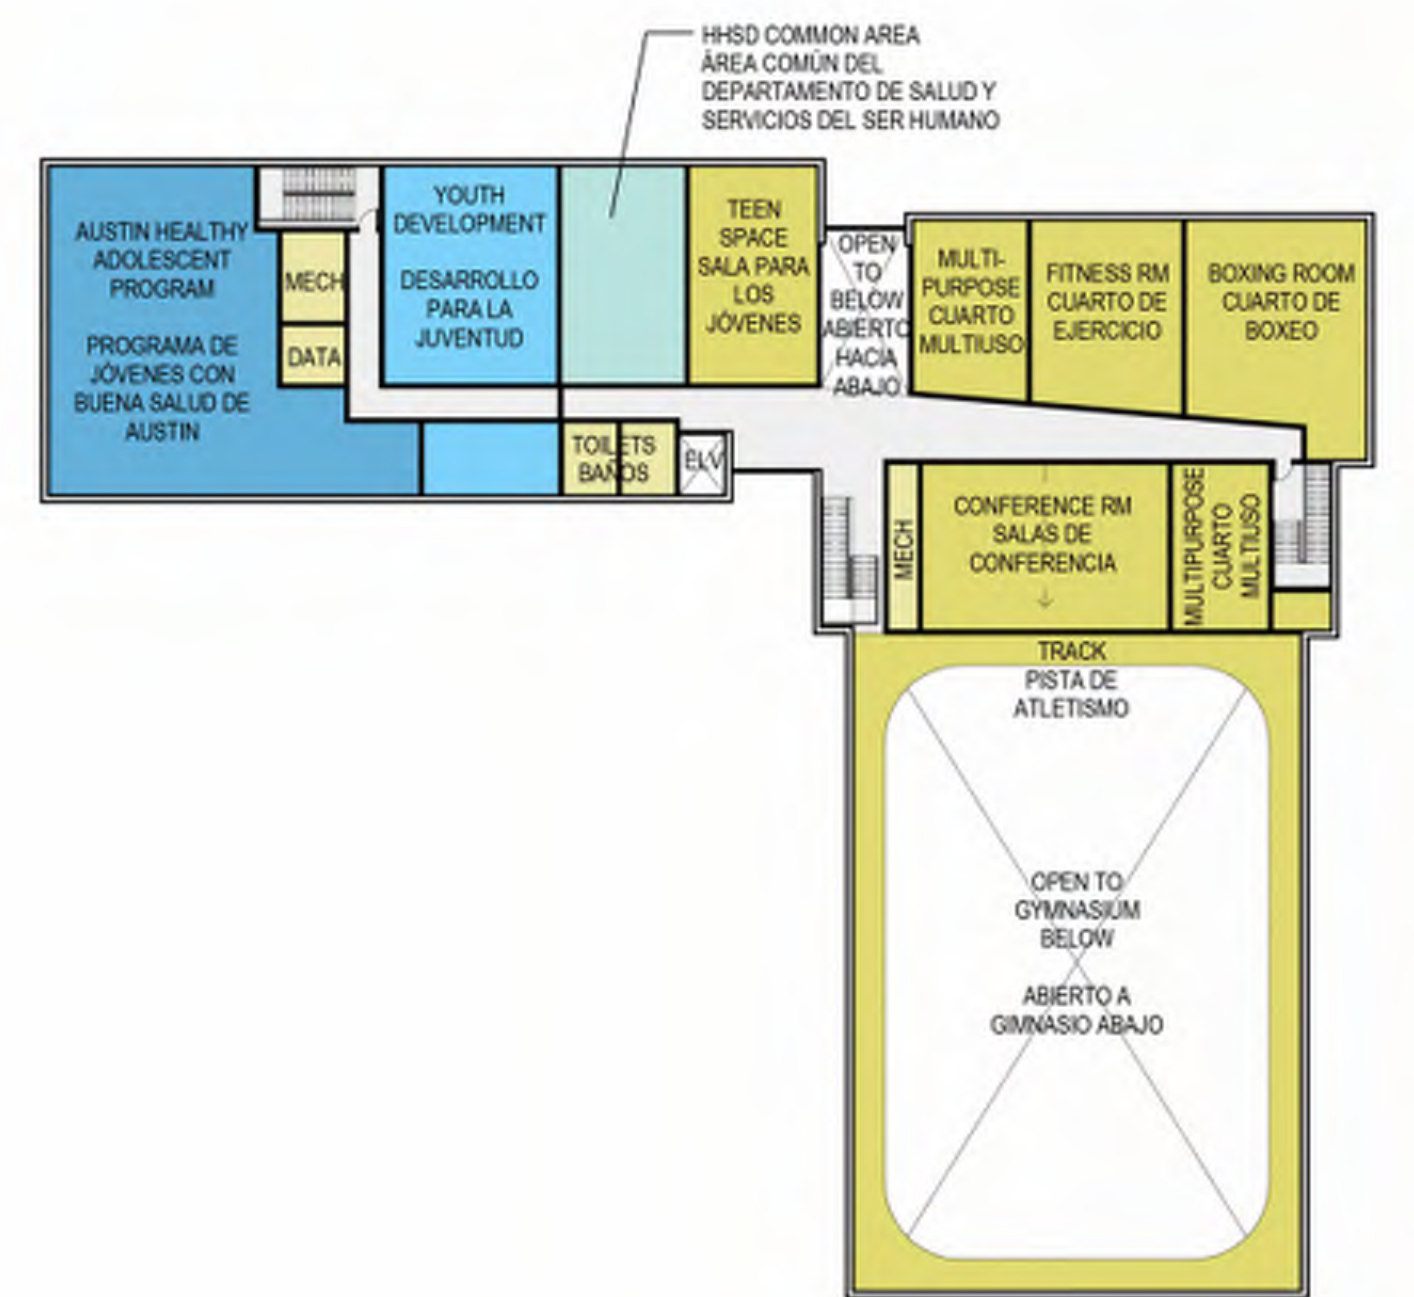 HHSD COMMON AREA
ÁREA COMÚN DEL
DEPARTAMENTO DE SALUD Y
SERVICIOS DEL SER HUMANO
AUSTIN HEALTHY
ADOLESCENT
PROGRAM
PROGRAMA DE
JÓVENES CON
BUENA SALUD DE
AUSTIN
MECH
DATA
YOUTH
DEVELOPMENT
DESARROLLO
PARA LA
JUVENTUD
TEEN
SPACE
SALA PARA
LOS
JÓVENES
OPEN
TO
BELOW
ABIERTO
HACIA
ABAJO
MULTI-
PURPOSE
CUARTO
MULTIUSO
FITNESS RM
CUARTO DE
EJERCICIO
BOXING ROOM
CUARTO DE
BOXEO
TOILETS
BAÑOS
ELV
MECH
CONFERENCE RM
SALAS DE
CONFERENCIA
MULTIPURPOSE
CUARTO
MULTIUSO
TRACK
PISTA DE
ATLETISMO
OPEN TO
GYMNASIUM
BELOW
ABIERTO A
GIMNASIO ABAJO